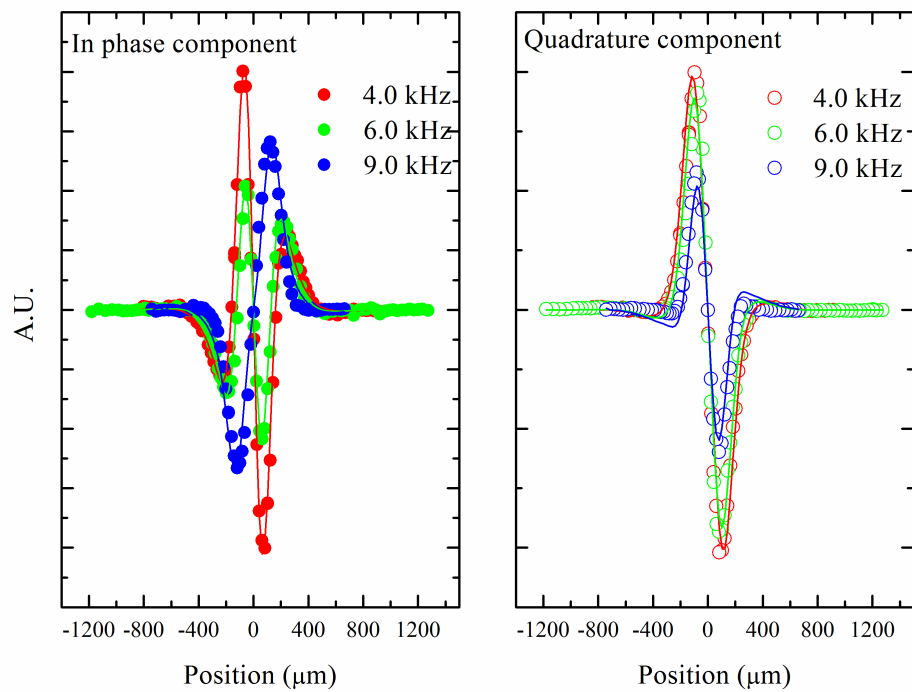 In phase component
4.0 kHz
6.0 kHz
9.0 kHz
A.U.
-1200 -800 -400 0 400 800 1200
Position (μm)
Quadrature component
4.0 kHz
6.0 kHz
9.0 kHz
-1200 -800 -400 0 400 800 1200
Position (μm)